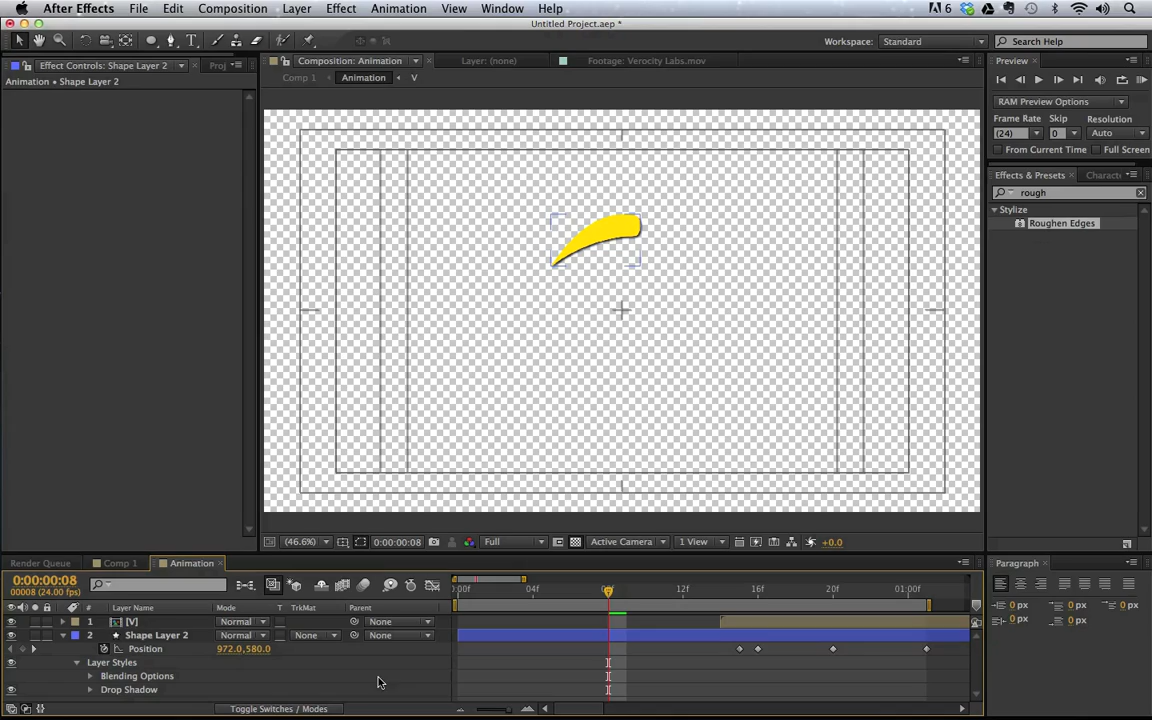 After Effects File Edit Composition Layer Effect Animation View Window Help 6
Untitled Project.aep *
Workspace: Standard Search Help
Effect Controls: Shape Layer 2 Proj Composition: Animation Layer: (none) Footage: Verocity Labs.mov Preview
Animation • Shape Layer 2 Comp 1 Animation V
RAM Preview Options
Frame Rate Skip Resolution
(24) 0 Auto
From Current Time Full Screen
Effects & Presets Characte
rough
Stylize
Roughen Edges
(46.6%) 0:00:00:08 Full Active Camera 1 View +0.0
Render Queue Comp 1 Animation Paragraph
0:00:00:08
00008 (24.00 fps)
:00f 04f 12f 16f 20f 01:00f
# Layer Name Mode T TrkMat Parent
1 [V] Normal None
2 Shape Layer 2 Normal None None
Position 972.0,580.0
Layer Styles
Blending Options
Drop Shadow
Toggle Switches / Modes
0 px 0 px 0 px
0 px 0 px